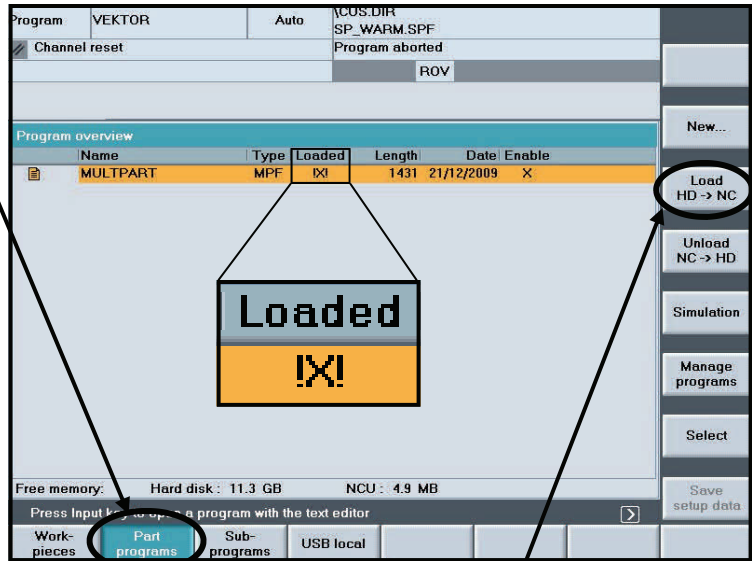 Program VEKTOR Auto \CUS.DIR
SP_WARM.SPF
Channel reset Program aborted
ROV
Program overview
Name Type Loaded Length Date Enable
MULTPART MPF !X! 1431 21/12/2009 X
Loaded
!X!
New...
Load
HD -> NC
Unload
NC -> HD
Simulation
Manage
programs
Select
Save
setup data
Free memory: Hard disk : 11.3 GB NCU : 4.9 MB
Press Input key to open a program with the text editor
Work-
pieces
Part
programs
Sub-
programs
USB local